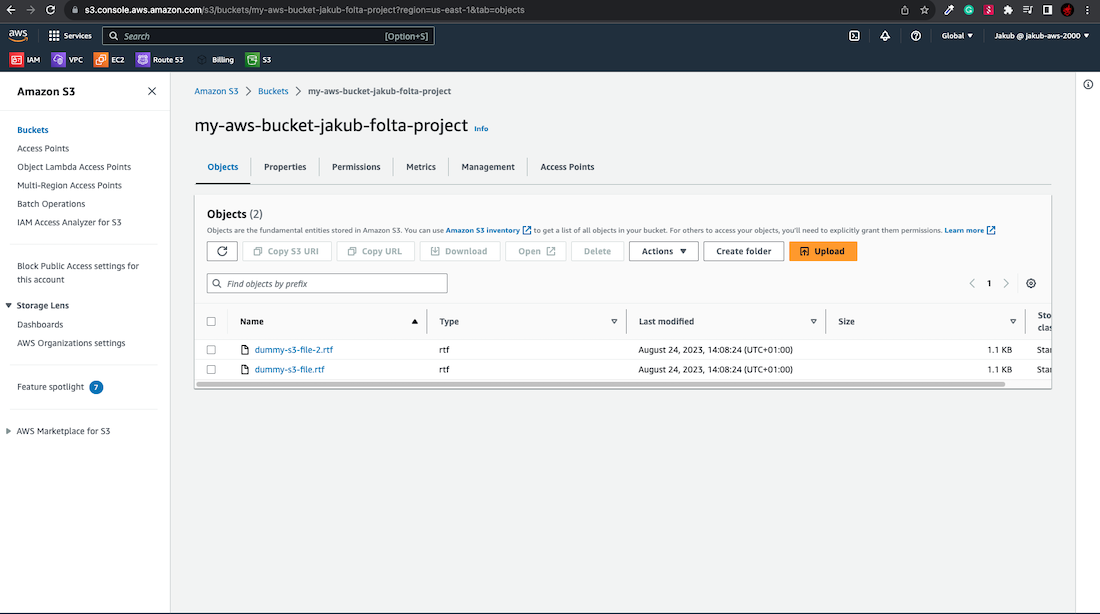 s3.console.aws.amazon.com/s3/buckets/my-aws-bucket-jakub-folta-project?region=us-east-1&tab=objects
aws Services Search [Option+S] Global ▼ Jakub @ jakub-aws-2000 ▼
IAM VPC EC2 Route 53 Billing S3
Amazon S3
Buckets
Access Points
Object Lambda Access Points
Multi-Region Access Points
Batch Operations
IAM Access Analyzer for S3
Block Public Access settings for
this account
Storage Lens
Dashboards
AWS Organizations settings
Feature spotlight 7
AWS Marketplace for S3
Amazon S3 > Buckets > my-aws-bucket-jakub-folta-project
my-aws-bucket-jakub-folta-project Info
Objects Properties Permissions Metrics Management Access Points
Objects (2)
Objects are the fundamental entities stored in Amazon S3. You can use Amazon S3 inventory to get a list of all objects in your bucket. For others to access your objects, you'll need to explicitly grant them permissions. Learn more
Copy S3 URI Copy URL Download Open Delete Actions ▼ Create folder Upload
Find objects by prefix < 1 >
Name Type Last modified Size Sto
clas
dummy-s3-file-2.rtf rtf August 24, 2023, 14:08:24 (UTC+01:00) 1.1 KB Star
dummy-s3-file.rtf rtf August 24, 2023, 14:08:24 (UTC+01:00) 1.1 KB Star